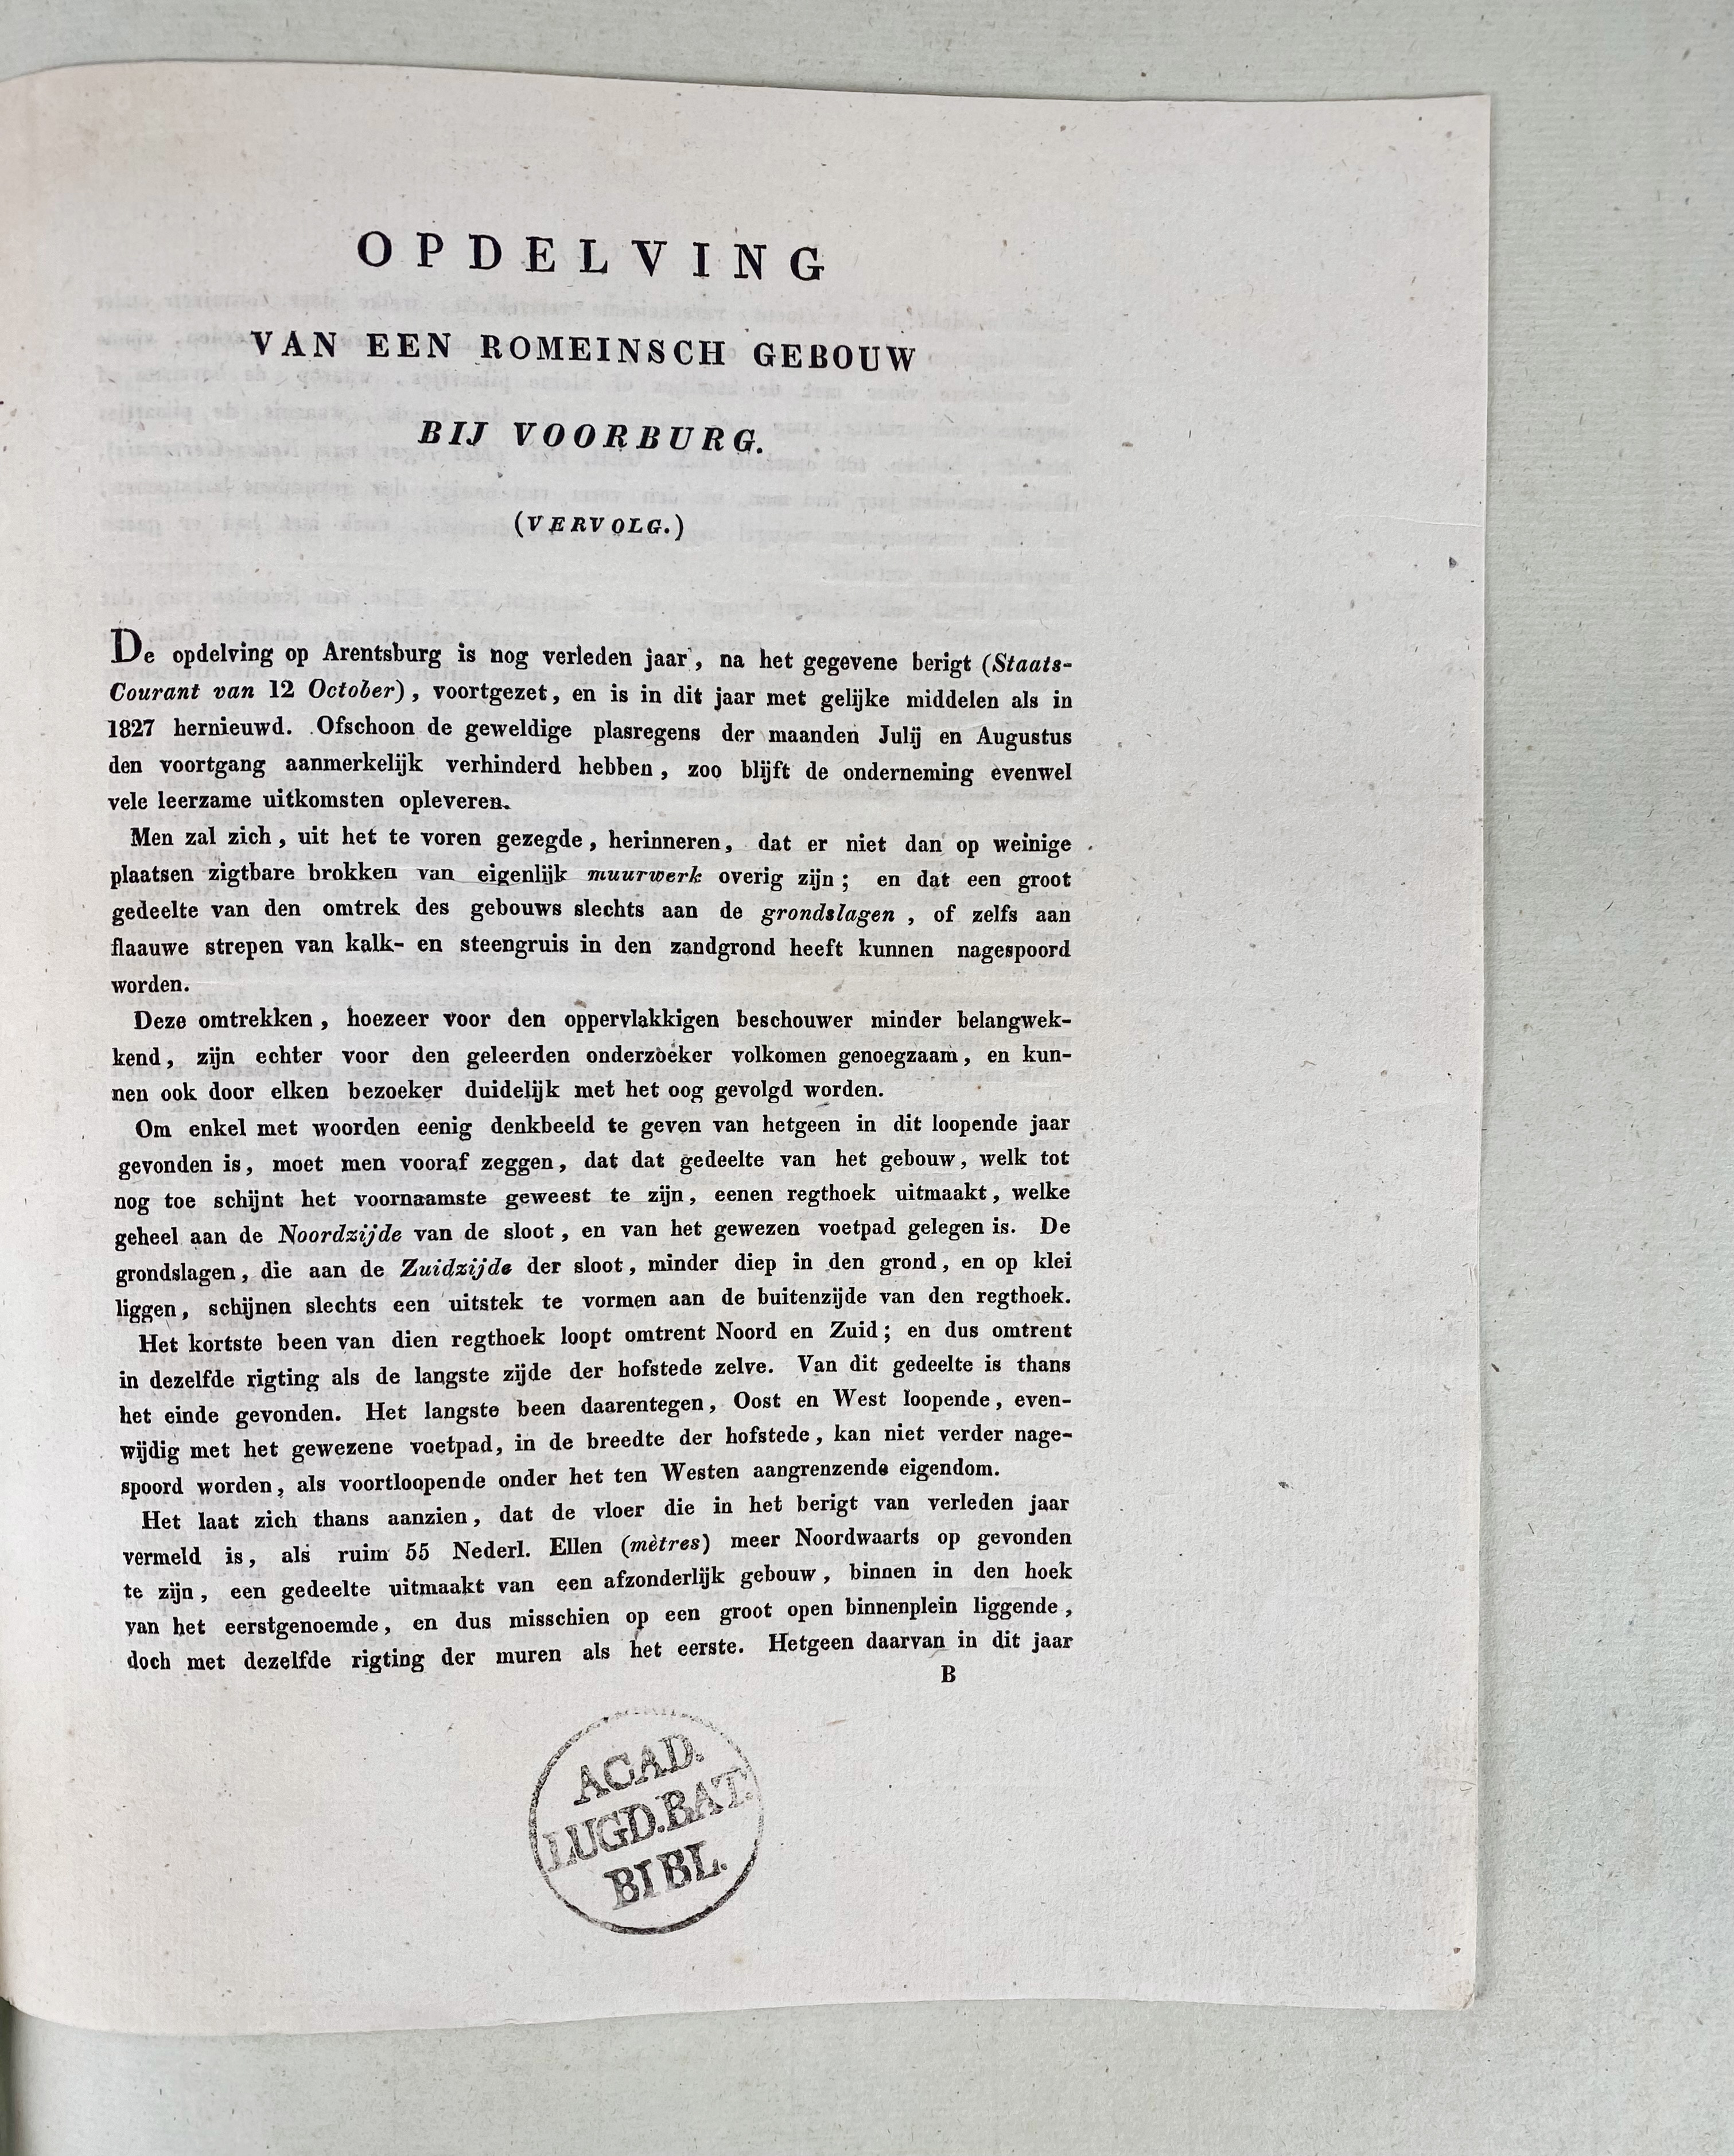 OPDELVING
VAN EEN ROMEINSCH GEBOUW
BIJ VOORBURG.
(VERVOLG.)
De opdelving op Arentsburg is nog verleden jaar, na het gegevene berigt (Staats-
Courant van 12 October), voortgezet, en is in dit jaar met gelijke middelen als in
1827 hernieuwd. Ofschoon de geweldige plasregens der maanden Julij en Augustus
den voortgang aanmerkelijk verhinderd hebben, zoo blijft de onderneming evenwel
vele leerzame uitkomsten opleveren.
Men zal zich, uit het te voren gezegde, herinneren, dat er niet dan op weinige
plaatsen zigtbare brokken van eigenlijk muurwerk overig zijn; en dat een groot
gedeelte van den omtrek des gebouws slechts aan de grondslagen, of zelfs aan
flaauwe strepen van kalk- en steengruis in den zandgrond heeft kunnen nagespoord
worden.
Deze omtrekken, hoezeer voor den oppervlakkigen beschouwer minder belangwek-
kend, zijn echter voor den geleerden onderzoeker volkomen genoegzaam, en kun-
nen ook door elken bezoeker duidelijk met het oog gevolgd worden.
Om enkel met woorden eenig denkbeeld te geven van hetgeen in dit loopende jaar
gevonden is, moet men vooraf zeggen, dat dat gedeelte van het gebouw, welk tot
nog toe schijnt het voornaamste geweest te zijn, eenen regthoek uitmaakt, welke
geheel aan de Noordzijde van de sloot, en van het gewezen voetpad gelegen is. De
grondslagen, die aan de Zuidzijde der sloot, minder diep in den grond, en op klei
liggen, schijnen slechts een uitstek te vormen aan de buitenzijde van den regthoek.
Het kortste been van dien regthoek loopt omtrent Noord en Zuid; en dus omtrent
in dezelfde rigting als de langste zijde der hofstede zelve. Van dit gedeelte is thans
het einde gevonden. Het langste been daarentegen, Oost en West loopende, even-
wijdig met het gewezene voetpad, in de breedte der hofstede, kan niet verder nage-
spoord worden, als voortloopende onder het ten Westen aangrenzende eigendom.
Het laat zich thans aanzien, dat de vloer die in het berigt van verleden jaar
vermeld is, als ruim 55 Nederl. Ellen (mètres) meer Noordwaarts op gevonden
te zijn, een gedeelte uitmaakt van een afzonderlijk gebouw, binnen in den hoek
van het eerstgenoemde, en dus misschien op een groot open binnenplein liggende,
doch met dezelfde rigting der muren als het eerste. Hetgeen daarvan in dit jaar
B
ACAD.
LUGD.BAT.
BIBL.